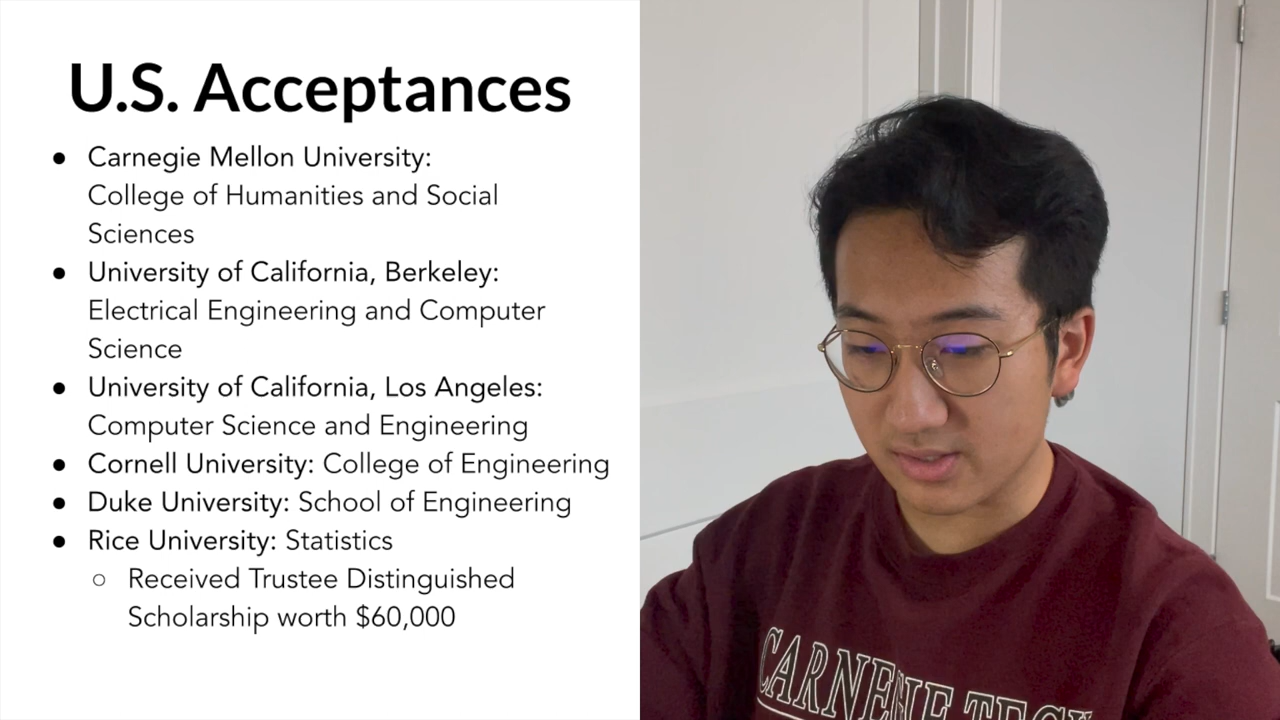 U.S. Acceptances
● Carnegie Mellon University:
College of Humanities and Social
Sciences
● University of California, Berkeley:
Electrical Engineering and Computer
Science
● University of California, Los Angeles:
Computer Science and Engineering
● Cornell University: College of Engineering
● Duke University: School of Engineering
● Rice University: Statistics
○ Received Trustee Distinguished
Scholarship worth $60,000
CARNEGIE TECH